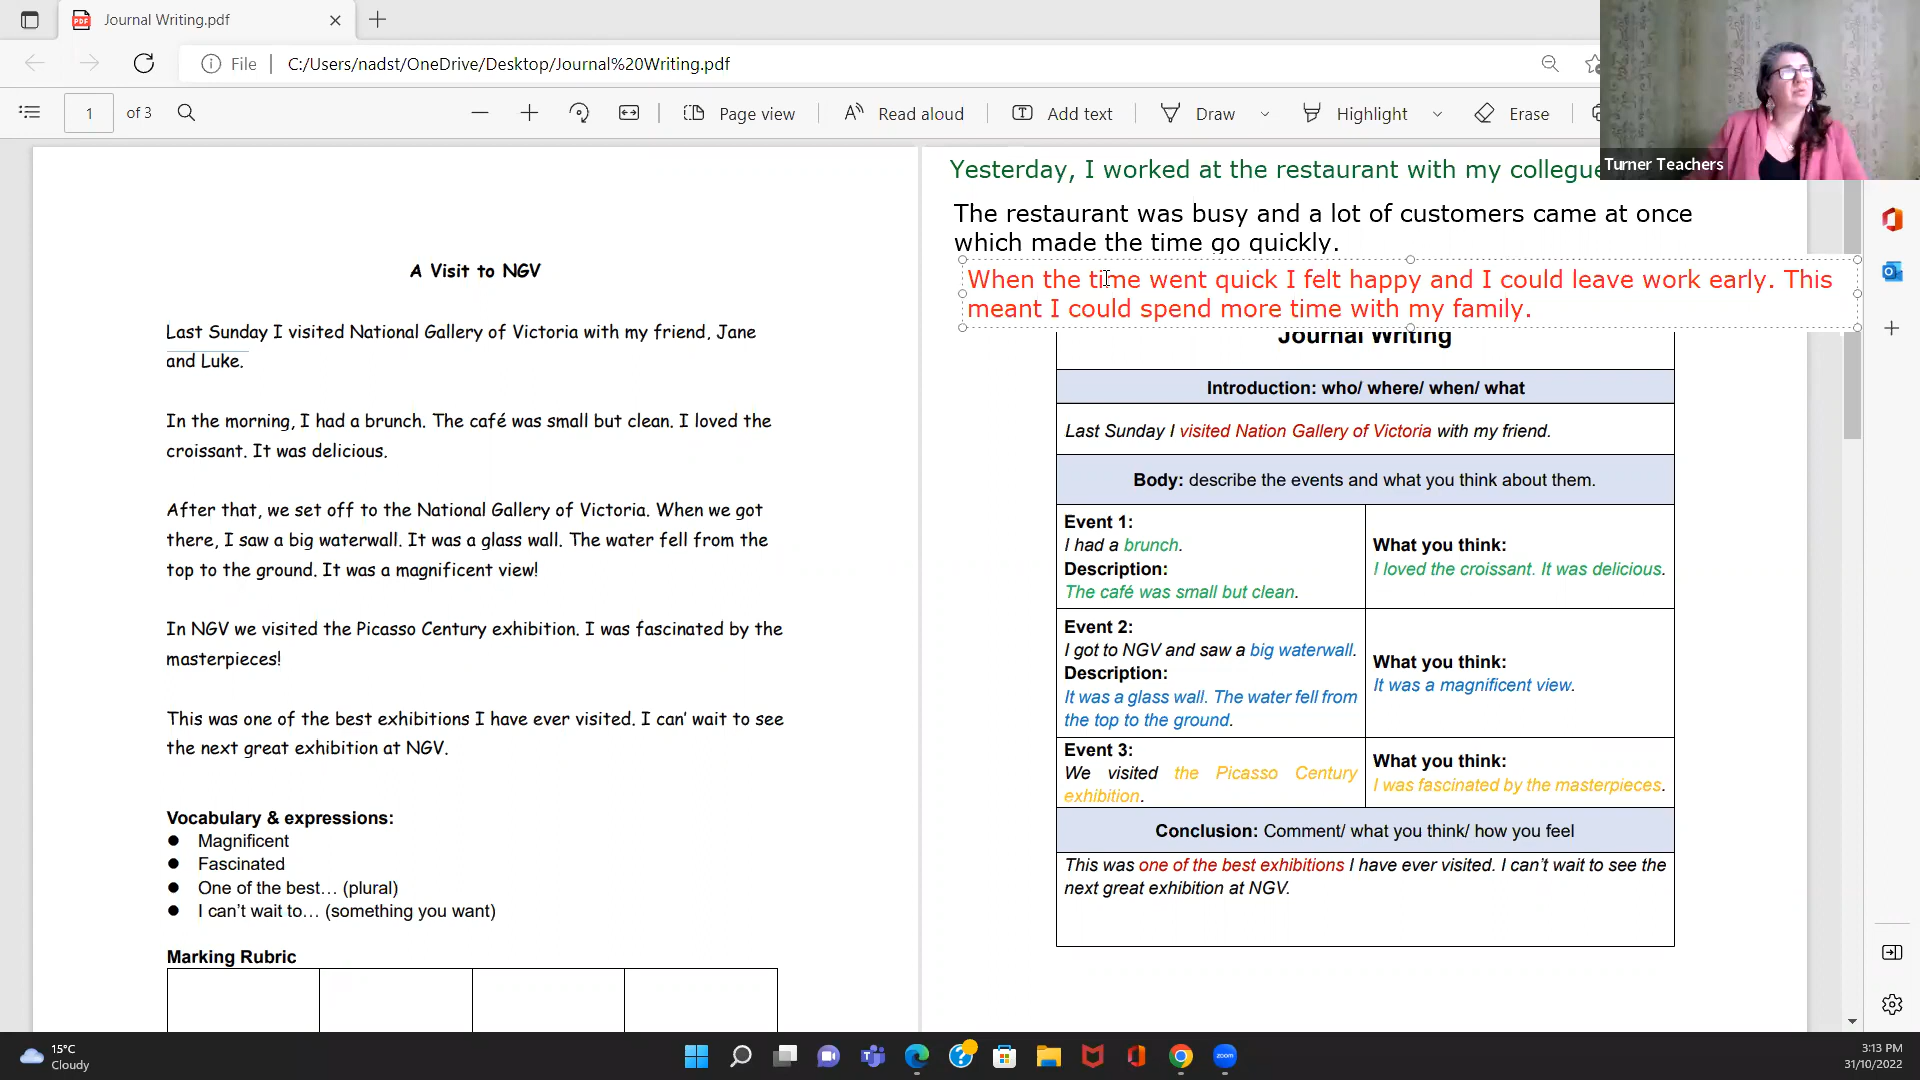 Journal Writing.pdf
File
C:/Users/nadst/OneDrive/Desktop/Journal%20Writing.pdf
1 of 3
Page view
Read aloud
Add text
Draw
Highlight
Erase
Turner Teachers
A Visit to NGV
Last Sunday I visited National Gallery of Victoria with my friend, Jane
and Luke.
In the morning, I had a brunch. The café was small but clean. I loved the
croissant. It was delicious.
After that, we set off to the National Gallery of Victoria. When we got
there, I saw a big waterwall. It was a glass wall. The water fell from the
top to the ground. It was a magnificent view!
In NGV we visited the Picasso Century exhibition. I was fascinated by the
masterpieces!
This was one of the best exhibitions I have ever visited. I can' wait to see
the next great exhibition at NGV.
Vocabulary & expressions:
● Magnificent
● Fascinated
● One of the best… (plural)
● I can't wait to… (something you want)
Marking Rubric
Yesterday, I worked at the restaurant with my
The restaurant was busy and a lot of customers came at once
which made the time go quickly.
When the time went quick I felt happy and I could leave work early. This
meant I could spend more time with my family.
Journal Writing
Introduction: who/ where/ when/ what
Last Sunday I visited Nation Gallery of Victoria with my friend.
Body: describe the events and what you think about them.
Event 1:
I had a brunch.
Description:
The café was small but clean.
What you think:
I loved the croissant. It was delicious.
Event 2:
I got to NGV and saw a big waterwall.
Description:
It was a glass wall. The water fell from
the top to the ground.
What you think:
It was a magnificent view.
Event 3:
We visited the Picasso Century
exhibition.
What you think:
I was fascinated by the masterpieces.
Conclusion: Comment/ what you think/ how you feel
This was one of the best exhibitions I have ever visited. I can't wait to see the
next great exhibition at NGV.
15°C
Cloudy
3:13 PM
31/10/2022